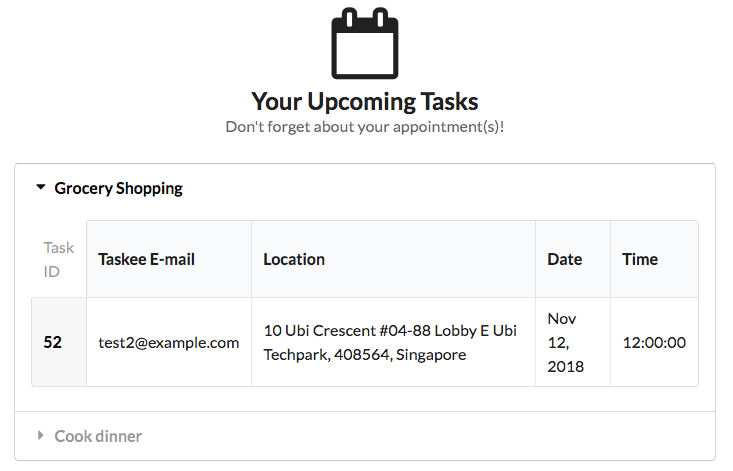 Your Upcoming Tasks
Don't forget about your appointment(s)!
Grocery Shopping
Task
ID
Taskee E-mail
Location
Date
Time
52
test2@example.com
10 Ubi Crescent #04-88 Lobby E Ubi
Techpark, 408564, Singapore
Nov
12,
2018
12:00:00
Cook dinner